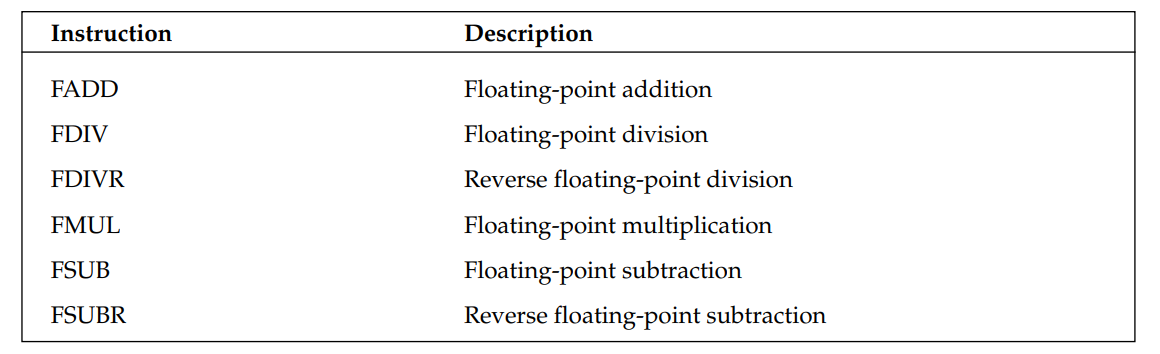 Instruction Description
FADD Floating-point addition
FDIV Floating-point division
FDIVR Reverse floating-point division
FMUL Floating-point multiplication
FSUB Floating-point subtraction
FSUBR Reverse floating-point subtraction